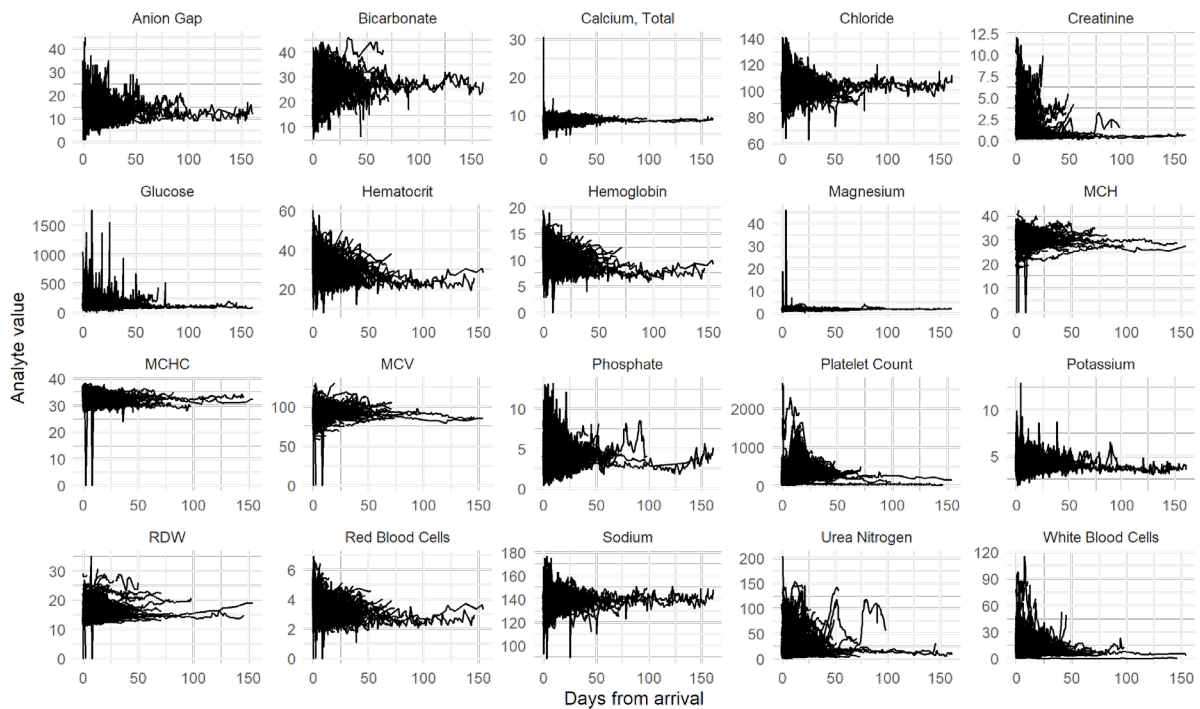 Anion Gap Bicarbonate Calcium, Total Chloride Creatinine
40 30 20 10 0
40 30 20 10
30 20 10
140 120 100 80 60
12.5 10.0 7.5 5.0 2.5 0.0
0 50 100 150 0 50 100 150 0 50 100 150 0 50 100 150 0 50 100 150
Glucose Hematocrit Hemoglobin Magnesium MCH
1500 1000 500 0
60 40 20
20 15 10 5 0
40 30 20 10 0
40 30 20 10 0
0 50 100 150 0 50 100 150 0 50 100 150 0 50 100 150 0 50 100 150
Analyte value
MCHC MCV Phosphate Platelet Count Potassium
40 30 20 10 0
100 75 50 25 0
10 5 0
2000 1000 0
10 5
0 50 100 150 0 50 100 150 0 50 100 150 0 50 100 150 0 50 100 150
RDW Red Blood Cells Sodium Urea Nitrogen White Blood Cells
30 20 10 0
6 4 2 0
180 160 140 120 100
200 150 100 50 0
120 90 60 30 0
0 50 100 150 0 50 100 150 0 50 100 150 0 50 100 150 0 50 100 150
Days from arrival